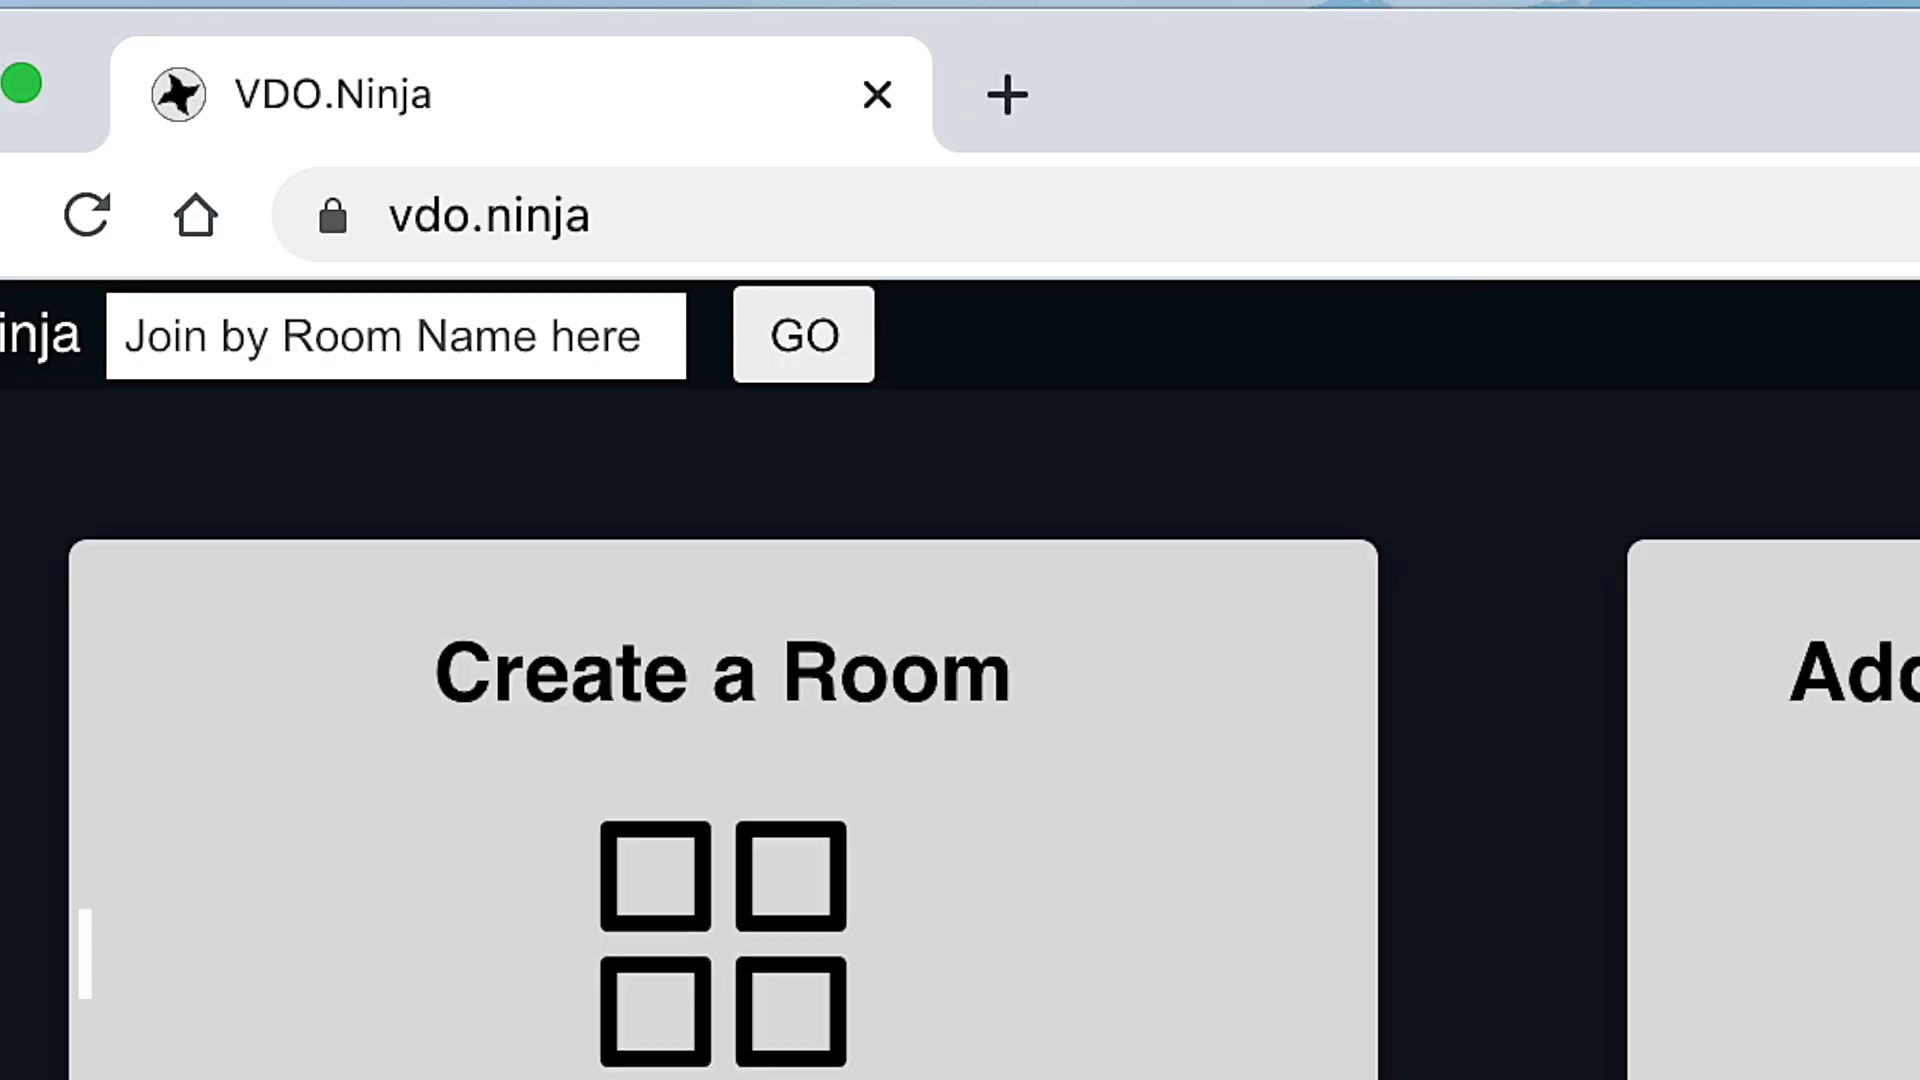 VDO.Ninja
vdo.ninja
inja
Join by Room Name here
GO
Create a Room
Add